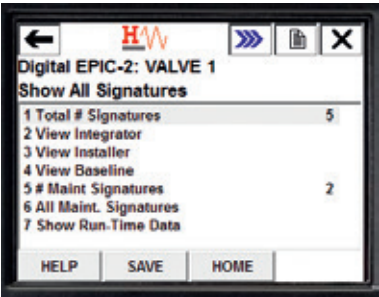 H
Digital EPIC-2: VALVE 1
Show All Signatures
1 Total # Signatures 5
2 View Integrator
3 View Installer
4 View Baseline
5 # Maint Signatures 2
6 All Maint. Signatures
7 Show Run-Time Data
HELP SAVE HOME